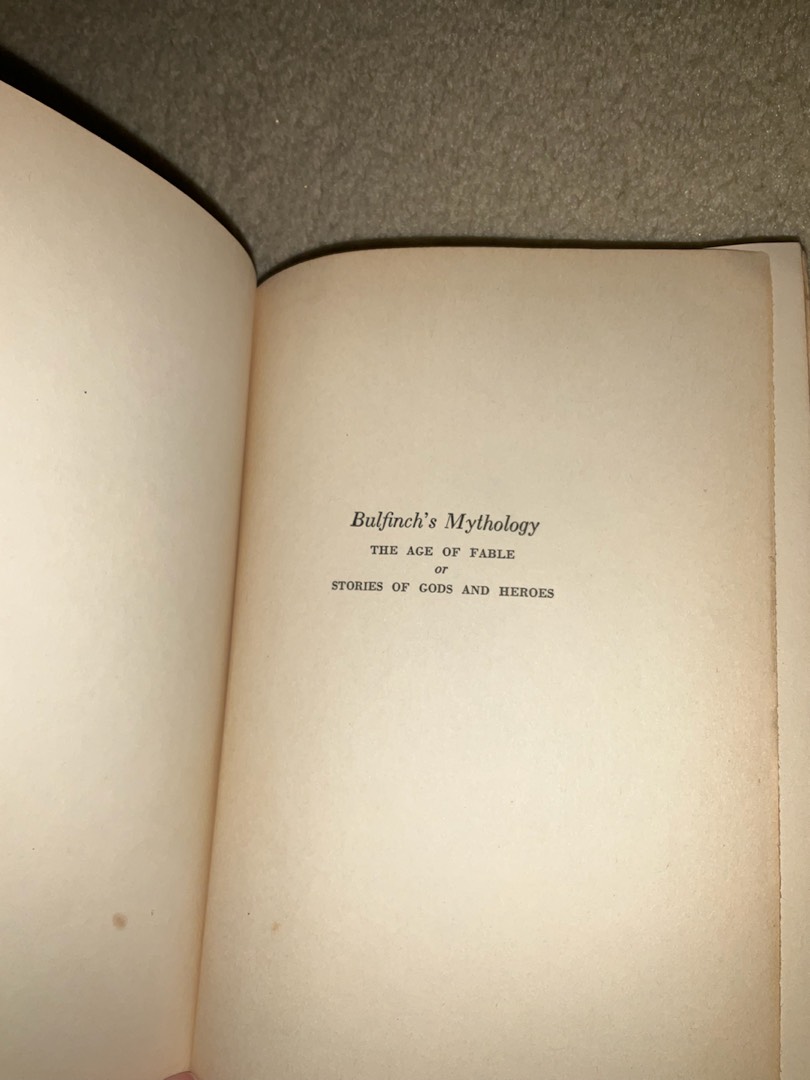 Bulfinch's Mythology
THE AGE OF FABLE
or
STORIES OF GODS AND HEROES